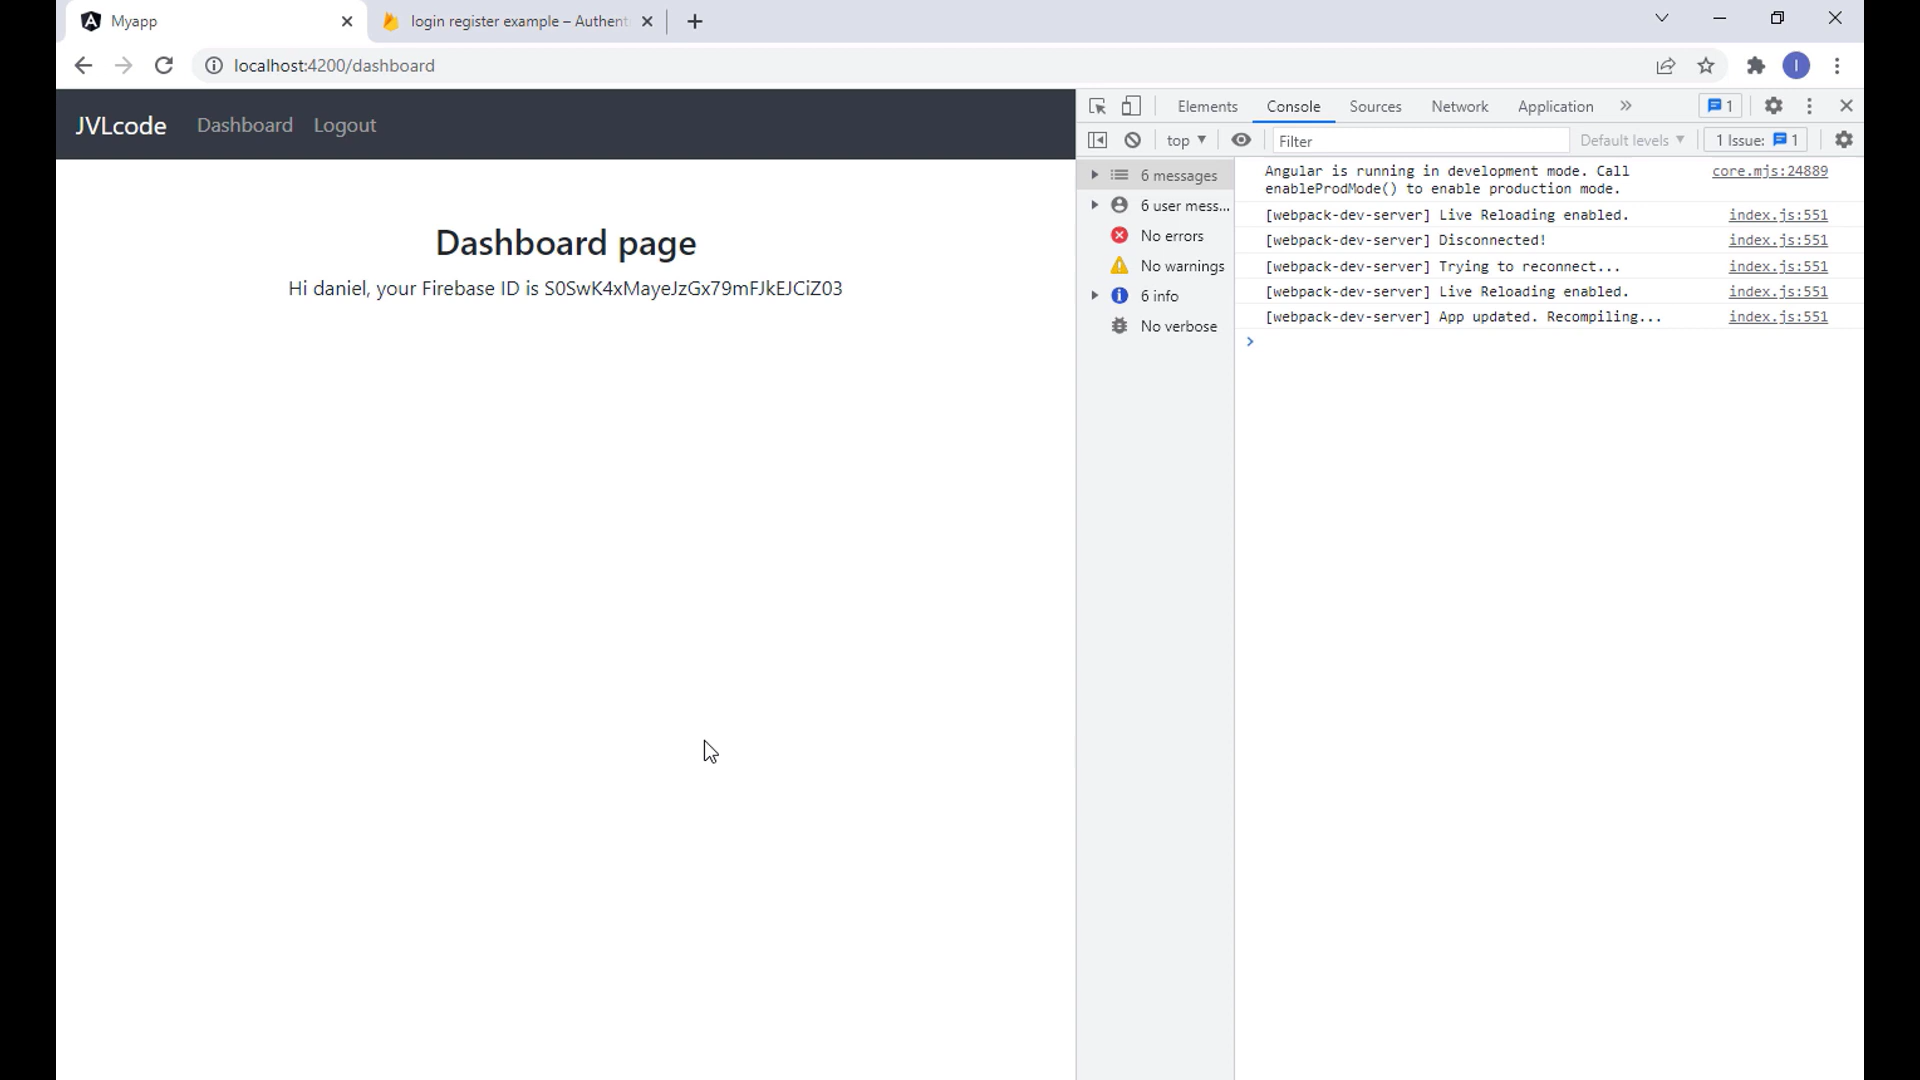 Myapp
login register example – Authent
localhost:4200/dashboard
I
JVLcode Dashboard Logout
Dashboard page
Hi daniel, your Firebase ID is S0SwK4xMayeJzGx79mFJkEJCiZ03
Elements Console Sources Network Application » 1
top Filter Default levels 1 Issue: 1
6 messages
6 user mess...
No errors
No warnings
6 info
No verbose
Angular is running in development mode. Call core.mjs:24889
enableProdMode() to enable production mode.
[webpack-dev-server] Live Reloading enabled. index.js:551
[webpack-dev-server] Disconnected! index.js:551
[webpack-dev-server] Trying to reconnect... index.js:551
[webpack-dev-server] Live Reloading enabled. index.js:551
[webpack-dev-server] App updated. Recompiling... index.js:551